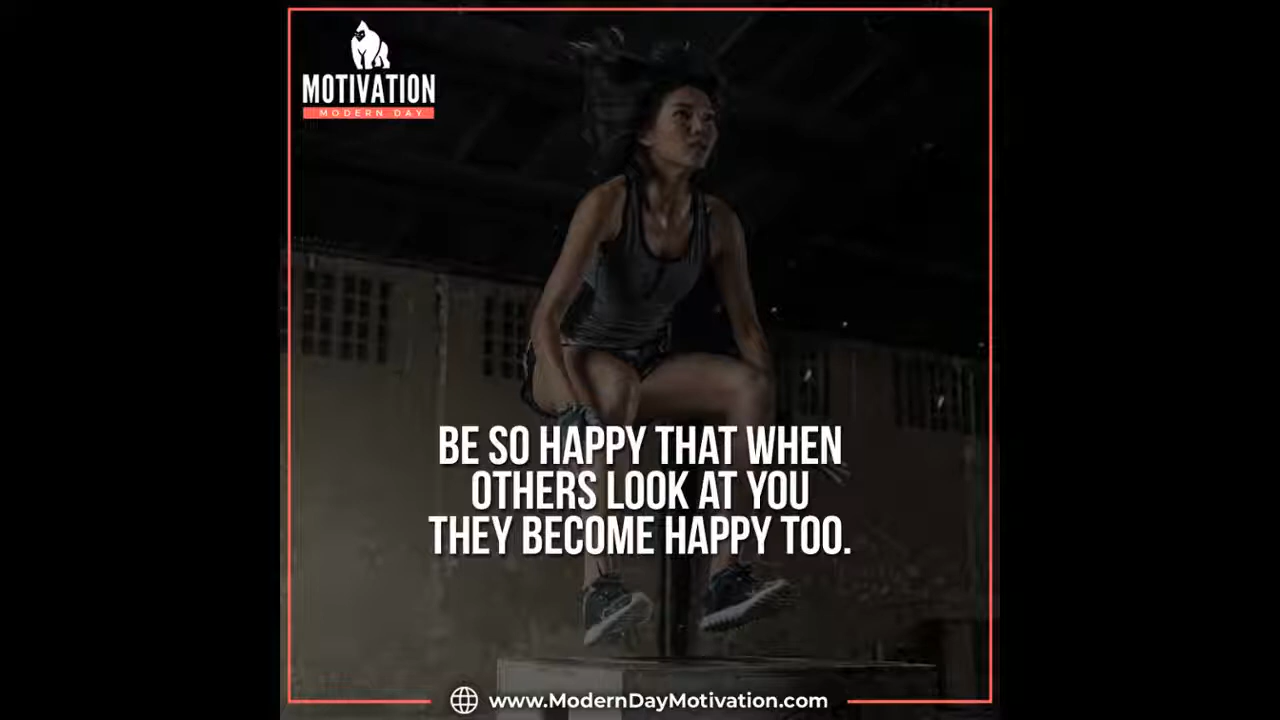 MOTIVATION
MODERN DAY
BE SO HAPPY THAT WHEN
OTHERS LOOK AT YOU
THEY BECOME HAPPY TOO.
www.ModernDayMotivation.com